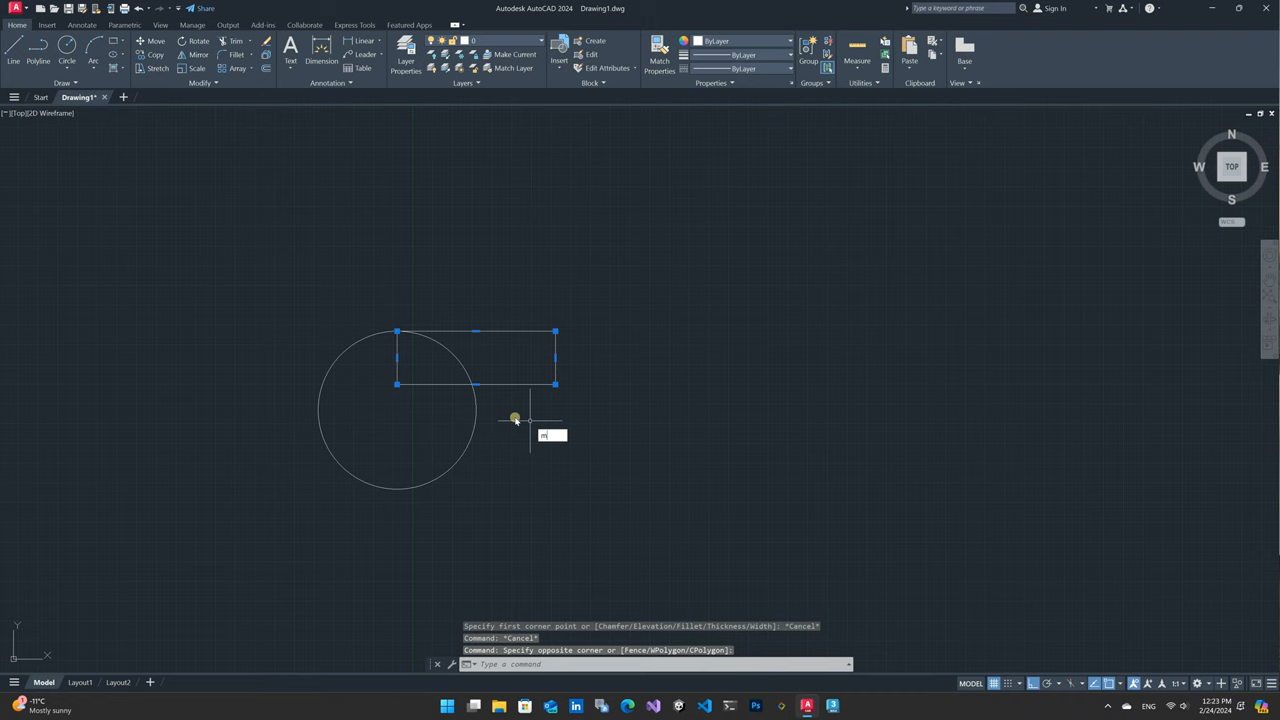 Share
Autodesk AutoCAD 2024 Drawing1.dwg
Type a keyword or phrase
Sign In
Home Insert Annotate Parametric View Manage Output Add-ins Collaborate Express Tools Featured Apps
Line Polyline Circle Arc
Move Rotate Trim
Copy Mirror Fillet
Stretch Scale Array
Text Dimension
Linear
Leader
Table
Layer Properties
0
Make Current
Match Layer
Insert
Create
Edit
Edit Attributes
Match Properties
ByLayer
ByLayer
ByLayer
Group
Measure
Paste
Base
Draw Modify Annotation Layers Block Properties Groups Utilities Clipboard View
Start Drawing1*
[−][Top][2D Wireframe]
N
W TOP E
S
WCS
m
Y
X
Specify first corner point or [Chamfer/Elevation/Fillet/Thickness/Width]: *Cancel*
Command: *Cancel*
Command: Specify opposite corner or [Fence/WPolygon/CPolygon]:
Type a command
Model Layout1 Layout2
MODEL 1:1
-11°C
Mostly sunny
ENG
12:23 PM
2/24/2024